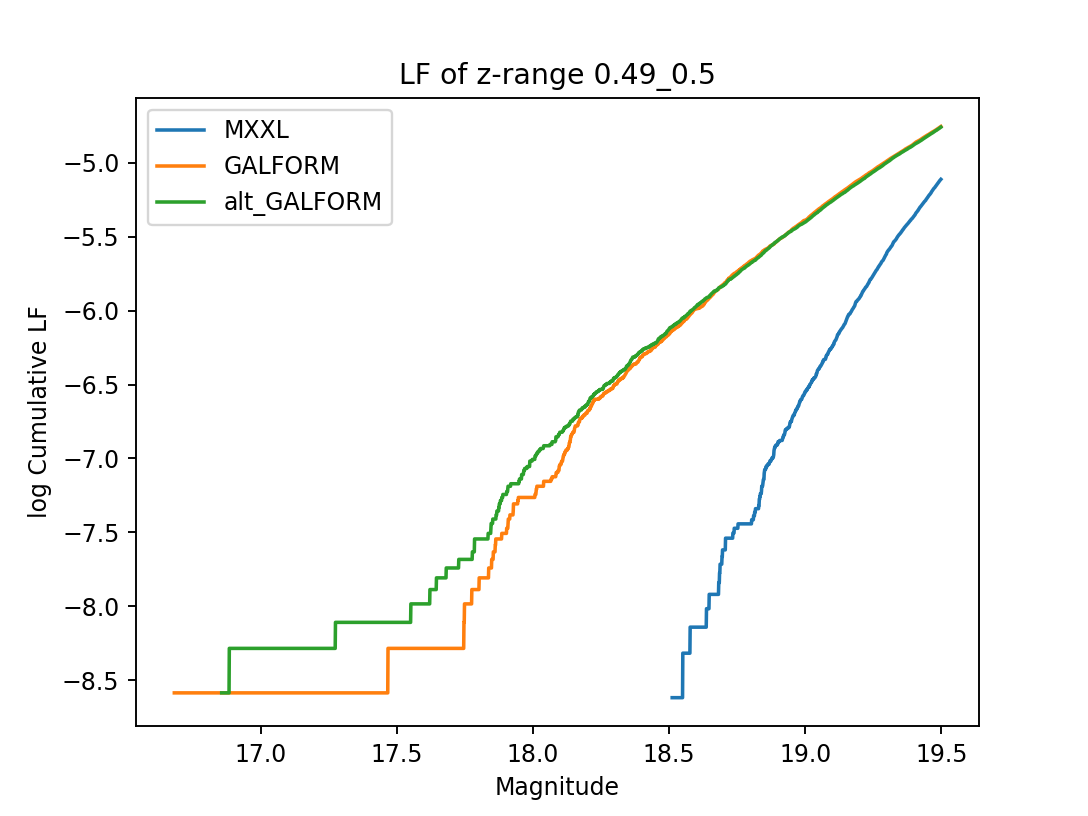 LF of z-range 0.49_0.5
MXXL
GALFORM
alt_GALFORM
log Cumulative LF
−5.0
−5.5
−6.0
−6.5
−7.0
−7.5
−8.0
−8.5
17.0 17.5 18.0 18.5 19.0 19.5
Magnitude